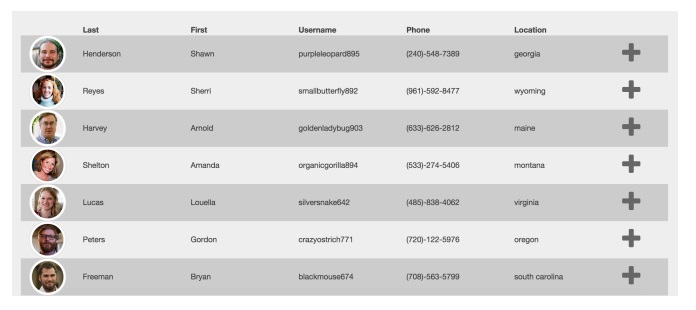 Last First Username Phone Location
Henderson Shawn purpleleopard895 (240)-548-7389 georgia
Reyes Sherri smallbutterfly892 (961)-592-8477 wyoming
Harvey Arnold goldenladybug903 (633)-626-2812 maine
Shelton Amanda organicgorilla894 (533)-274-5406 montana
Lucas Louella silversnake642 (485)-838-4062 virginia
Peters Gordon crazyostrich771 (720)-122-5976 oregon
Freeman Bryan blackmouse674 (708)-563-5799 south carolina